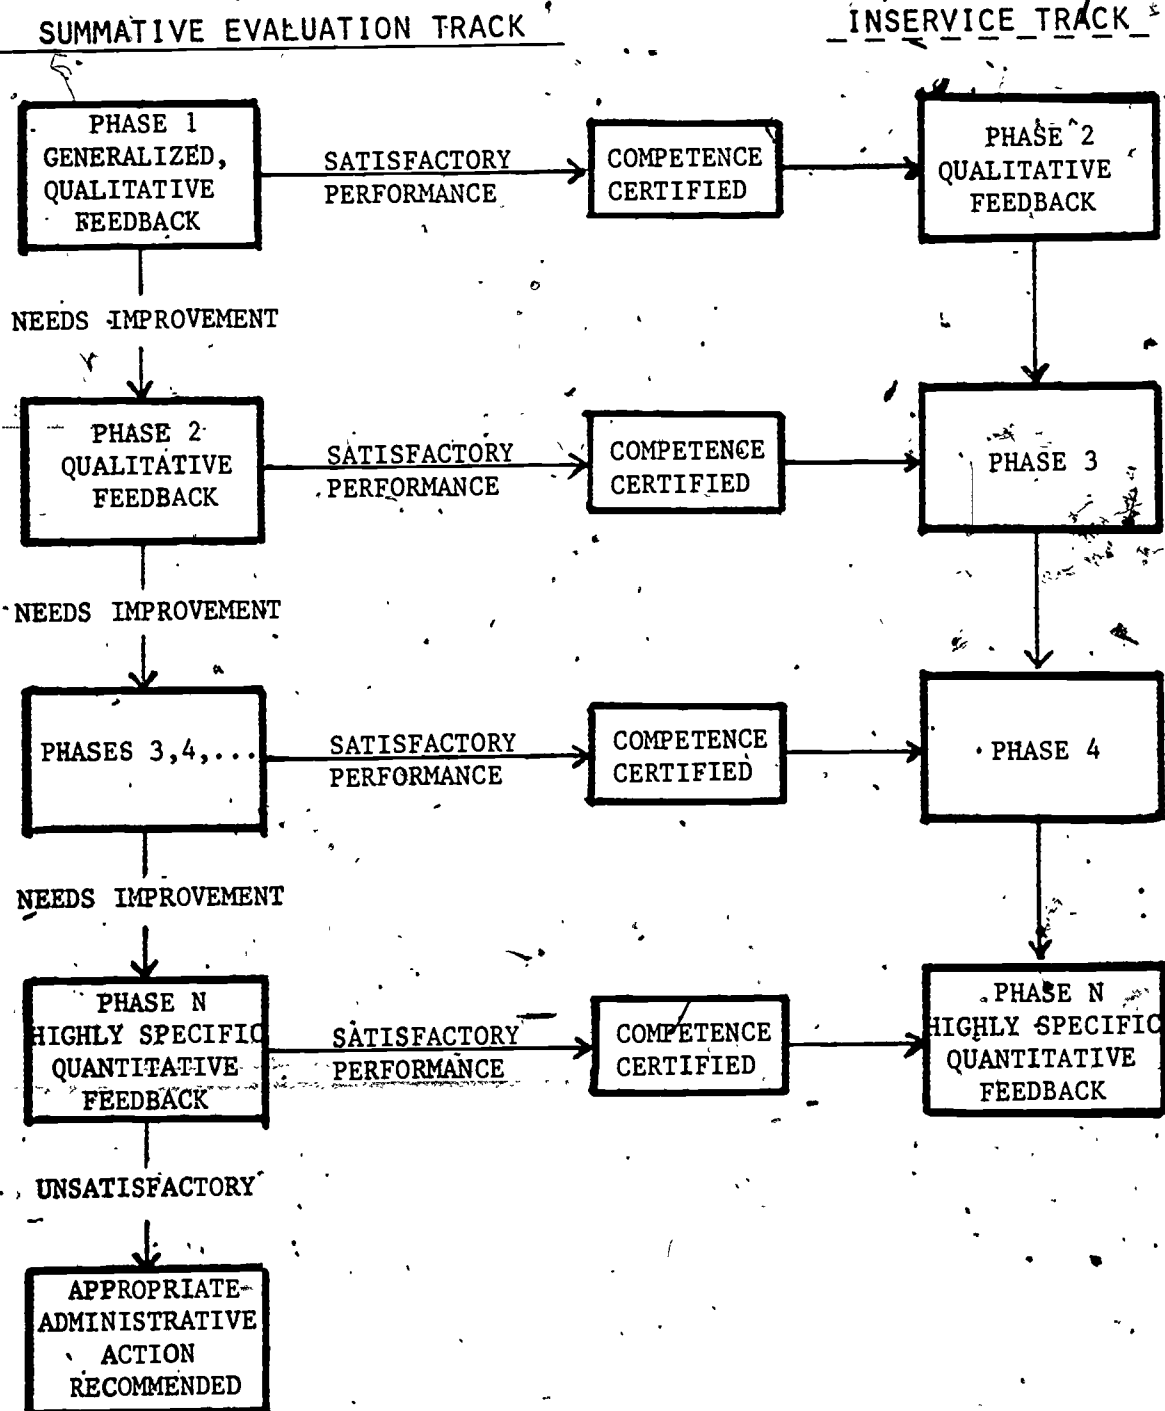 SUMMATIVE EVALUATION TRACK
INSERVICE TRACK
PHASE 1
GENERALIZED,
QUALITATIVE
FEEDBACK
SATISFACTORY
PERFORMANCE
COMPETENCE
CERTIFIED
PHASE 2
QUALITATIVE
FEEDBACK
NEEDS IMPROVEMENT
PHASE 2
QUALITATIVE
FEEDBACK
SATISFACTORY
PERFORMANCE
COMPETENCE
CERTIFIED
PHASE 3
NEEDS IMPROVEMENT
PHASES 3,4,...
SATISFACTORY
PERFORMANCE
COMPETENCE
CERTIFIED
PHASE 4
NEEDS IMPROVEMENT
PHASE N
HIGHLY SPECIFIC
QUANTITATIVE
FEEDBACK
SATISFACTORY
PERFORMANCE
COMPETENCE
CERTIFIED
PHASE N
HIGHLY SPECIFIC
QUANTITATIVE
FEEDBACK
UNSATISFACTORY
APPROPRIATE
ADMINISTRATIVE
ACTION
RECOMMENDED